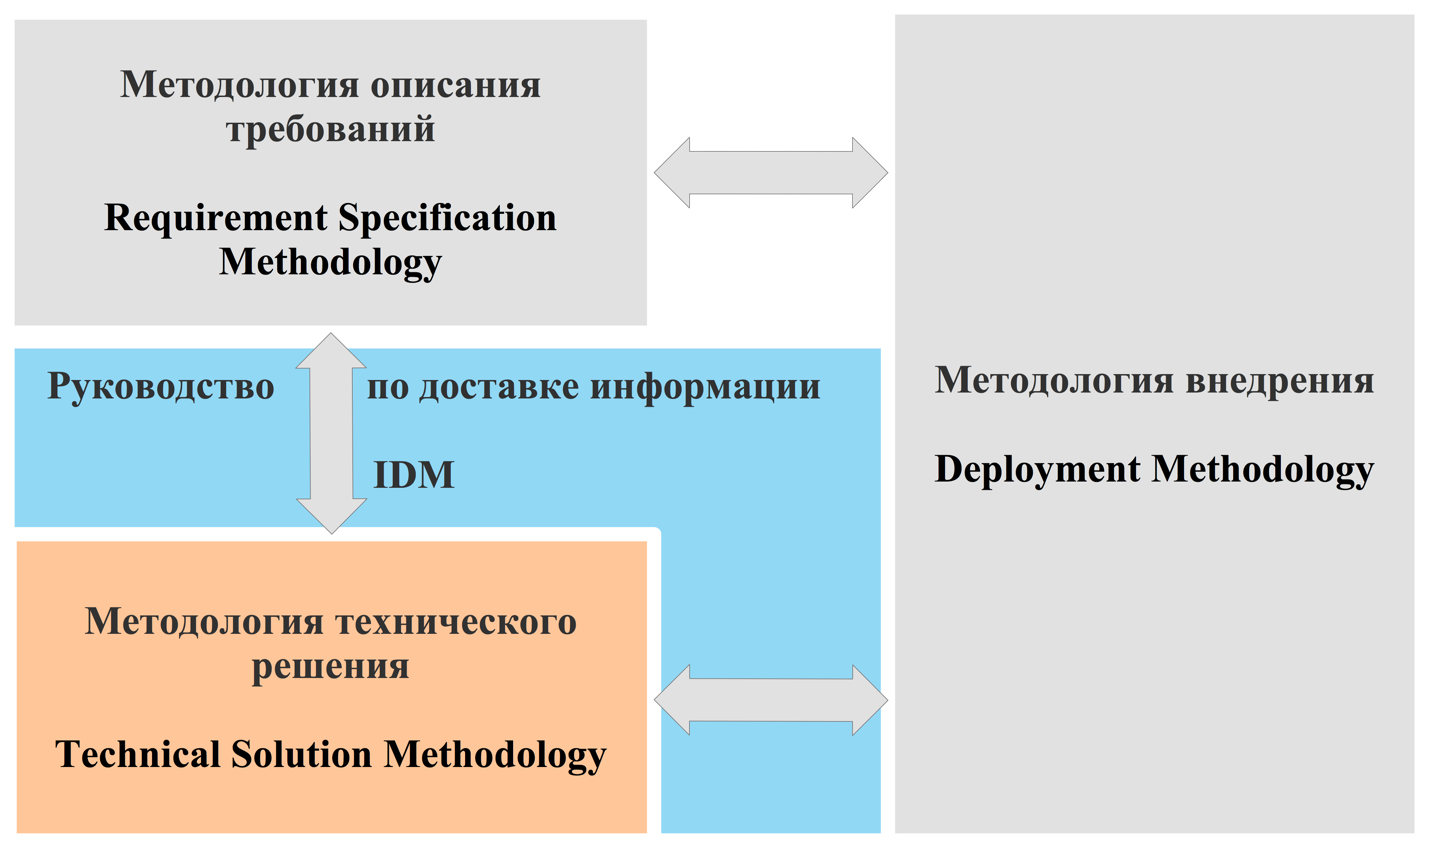 Методология описания
требований
Requirement Specification
Methodology
Руководство по доставке информации
IDM
Методология технического
решения
Technical Solution Methodology
Методология внедрения
Deployment Methodology